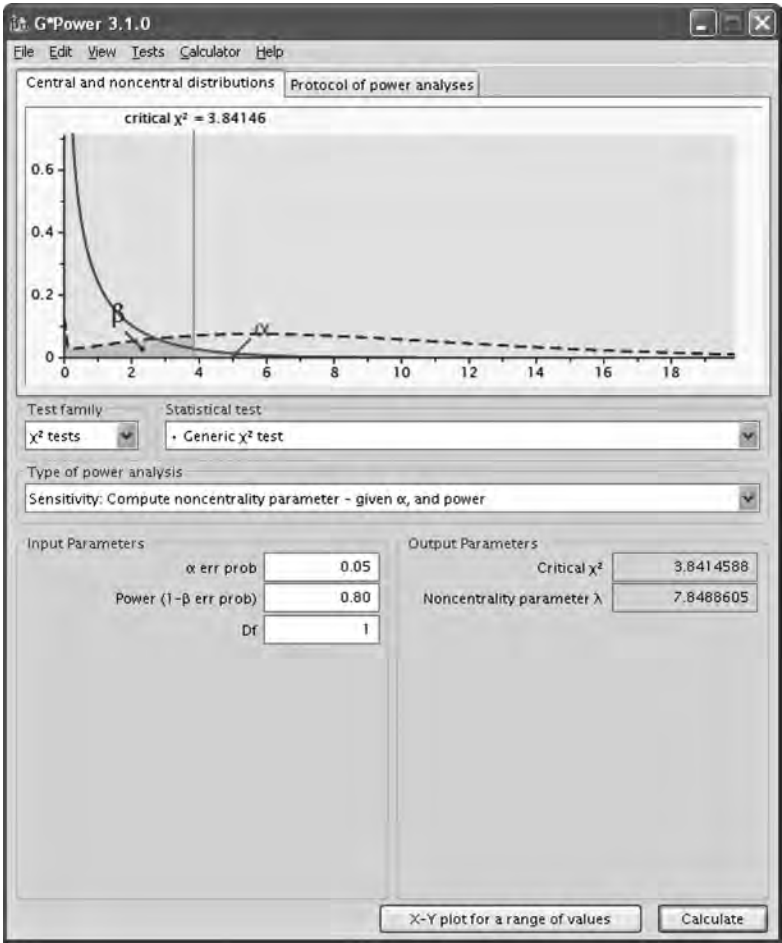 G*Power 3.1.0
File Edit View Tests Calculator Help
Central and noncentral distributions Protocol of power analyses
critical χ² = 3.84146
0.6
0.4
0.2
0
β
α
0 2 4 6 8 10 12 14 16 18
Test family Statistical test
χ² tests • Generic χ² test
Type of power analysis
Sensitivity: Compute noncentrality parameter - given α, and power
Input Parameters Output Parameters
α err prob 0.05 Critical χ² 3.8414588
Power (1-β err prob) 0.80 Noncentrality parameter λ 7.8488605
Df 1
X-Y plot for a range of values Calculate